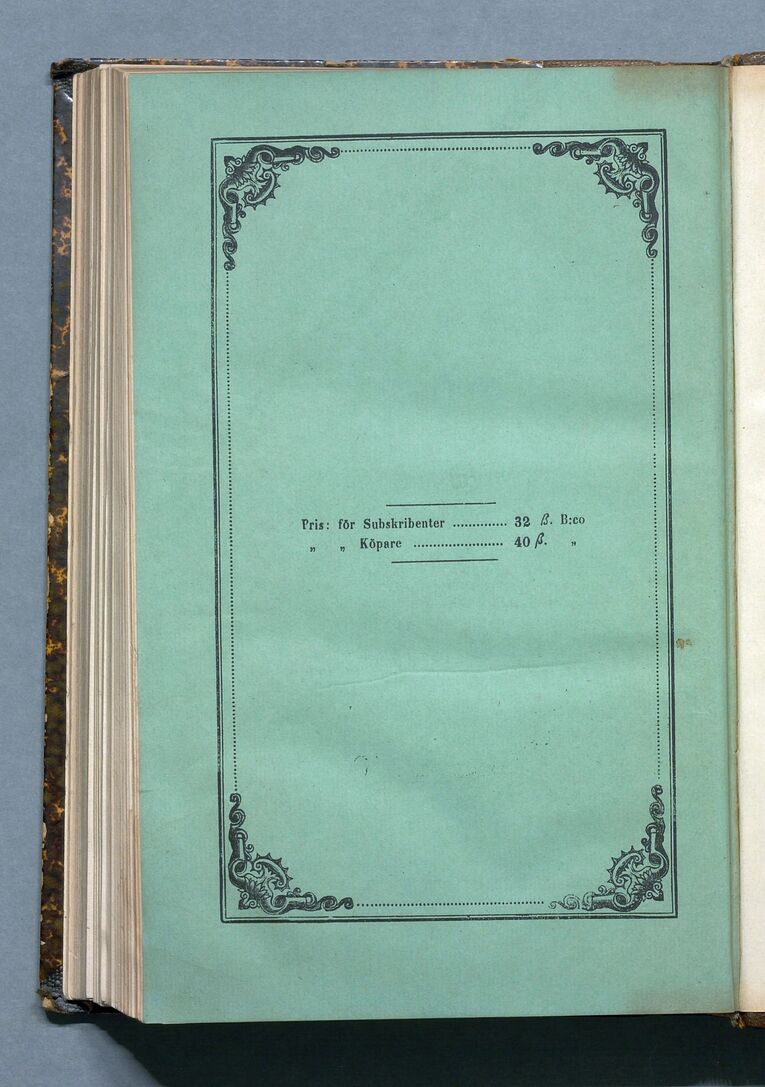 Pris: för Subskribenter .............. 32 ß. B:co
„ „ Köpare ....................... 40 ß. „